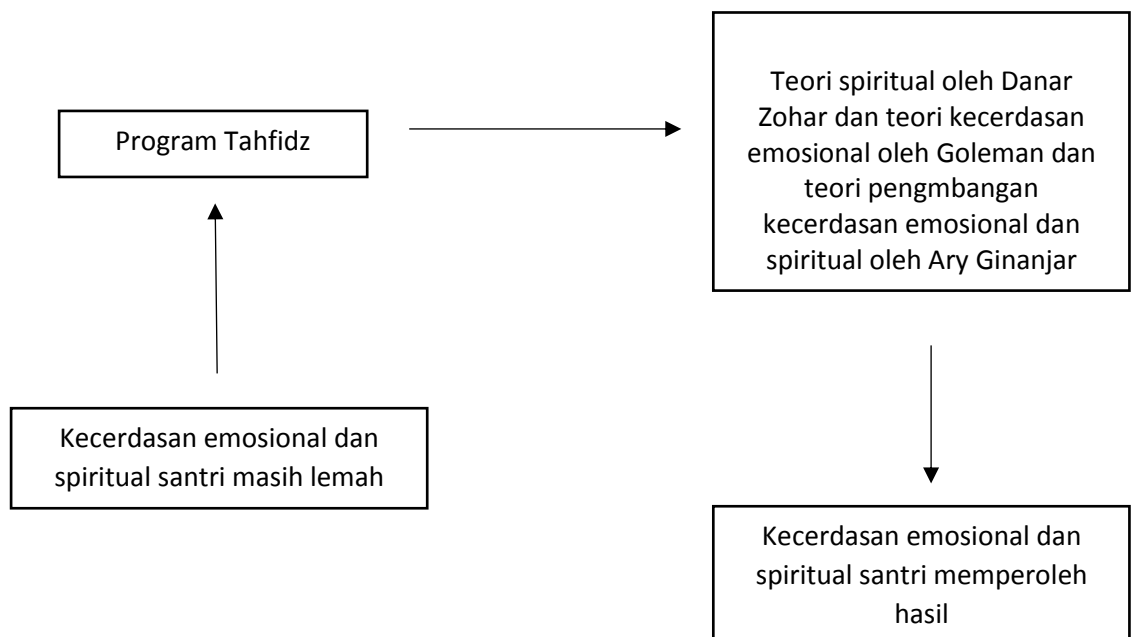 Program Tahfidz
Teori spiritual oleh Danar
Zohar dan teori kecerdasan
emosional oleh Goleman dan
teori pengmbangan
kecerdasan emosional dan
spiritual oleh Ary Ginanjar
Kecerdasan emosional dan
spiritual santri masih lemah
Kecerdasan emosional dan
spiritual santri memperoleh
hasil